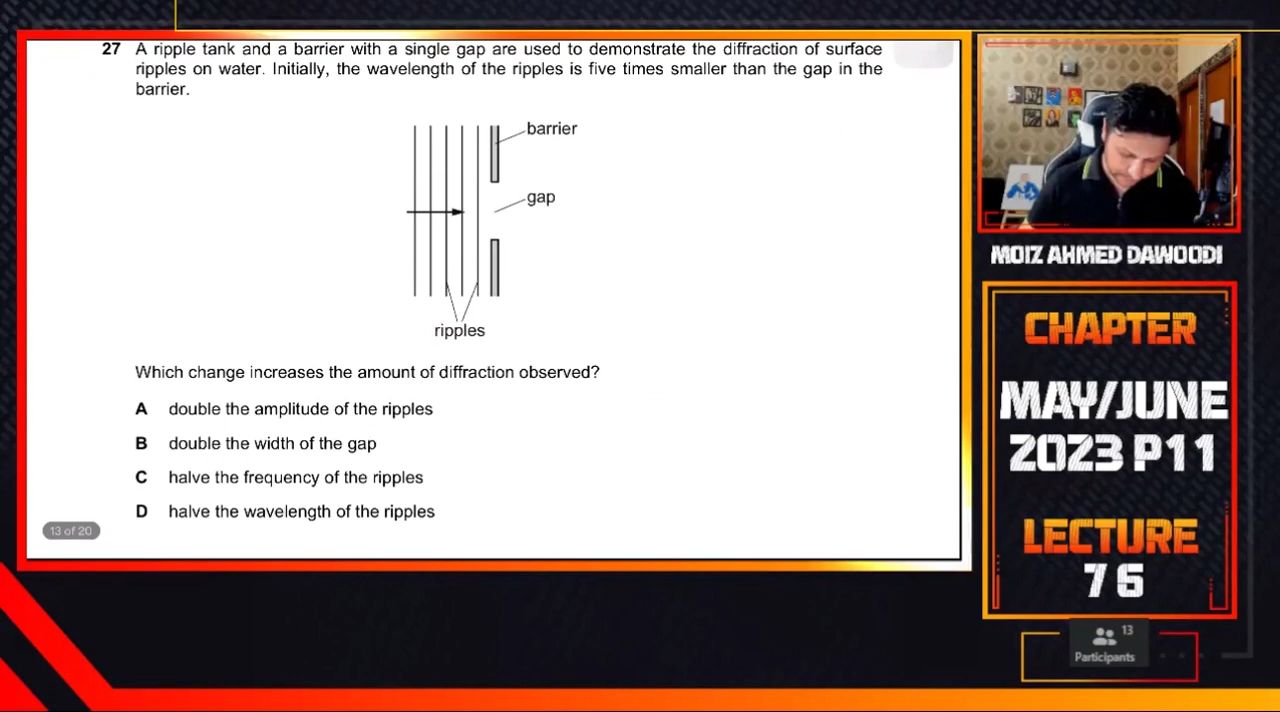 27 A ripple tank and a barrier with a single gap are used to demonstrate the diffraction of surface
ripples on water. Initially, the wavelength of the ripples is five times smaller than the gap in the
barrier.
barrier
gap
ripples
Which change increases the amount of diffraction observed?
A double the amplitude of the ripples
B double the width of the gap
C halve the frequency of the ripples
D halve the wavelength of the ripples
13 of 20
MOIZ AHMED DAWOODI
CHAPTER
MAY/JUNE
2023 P11
LECTURE
76
13
Participants